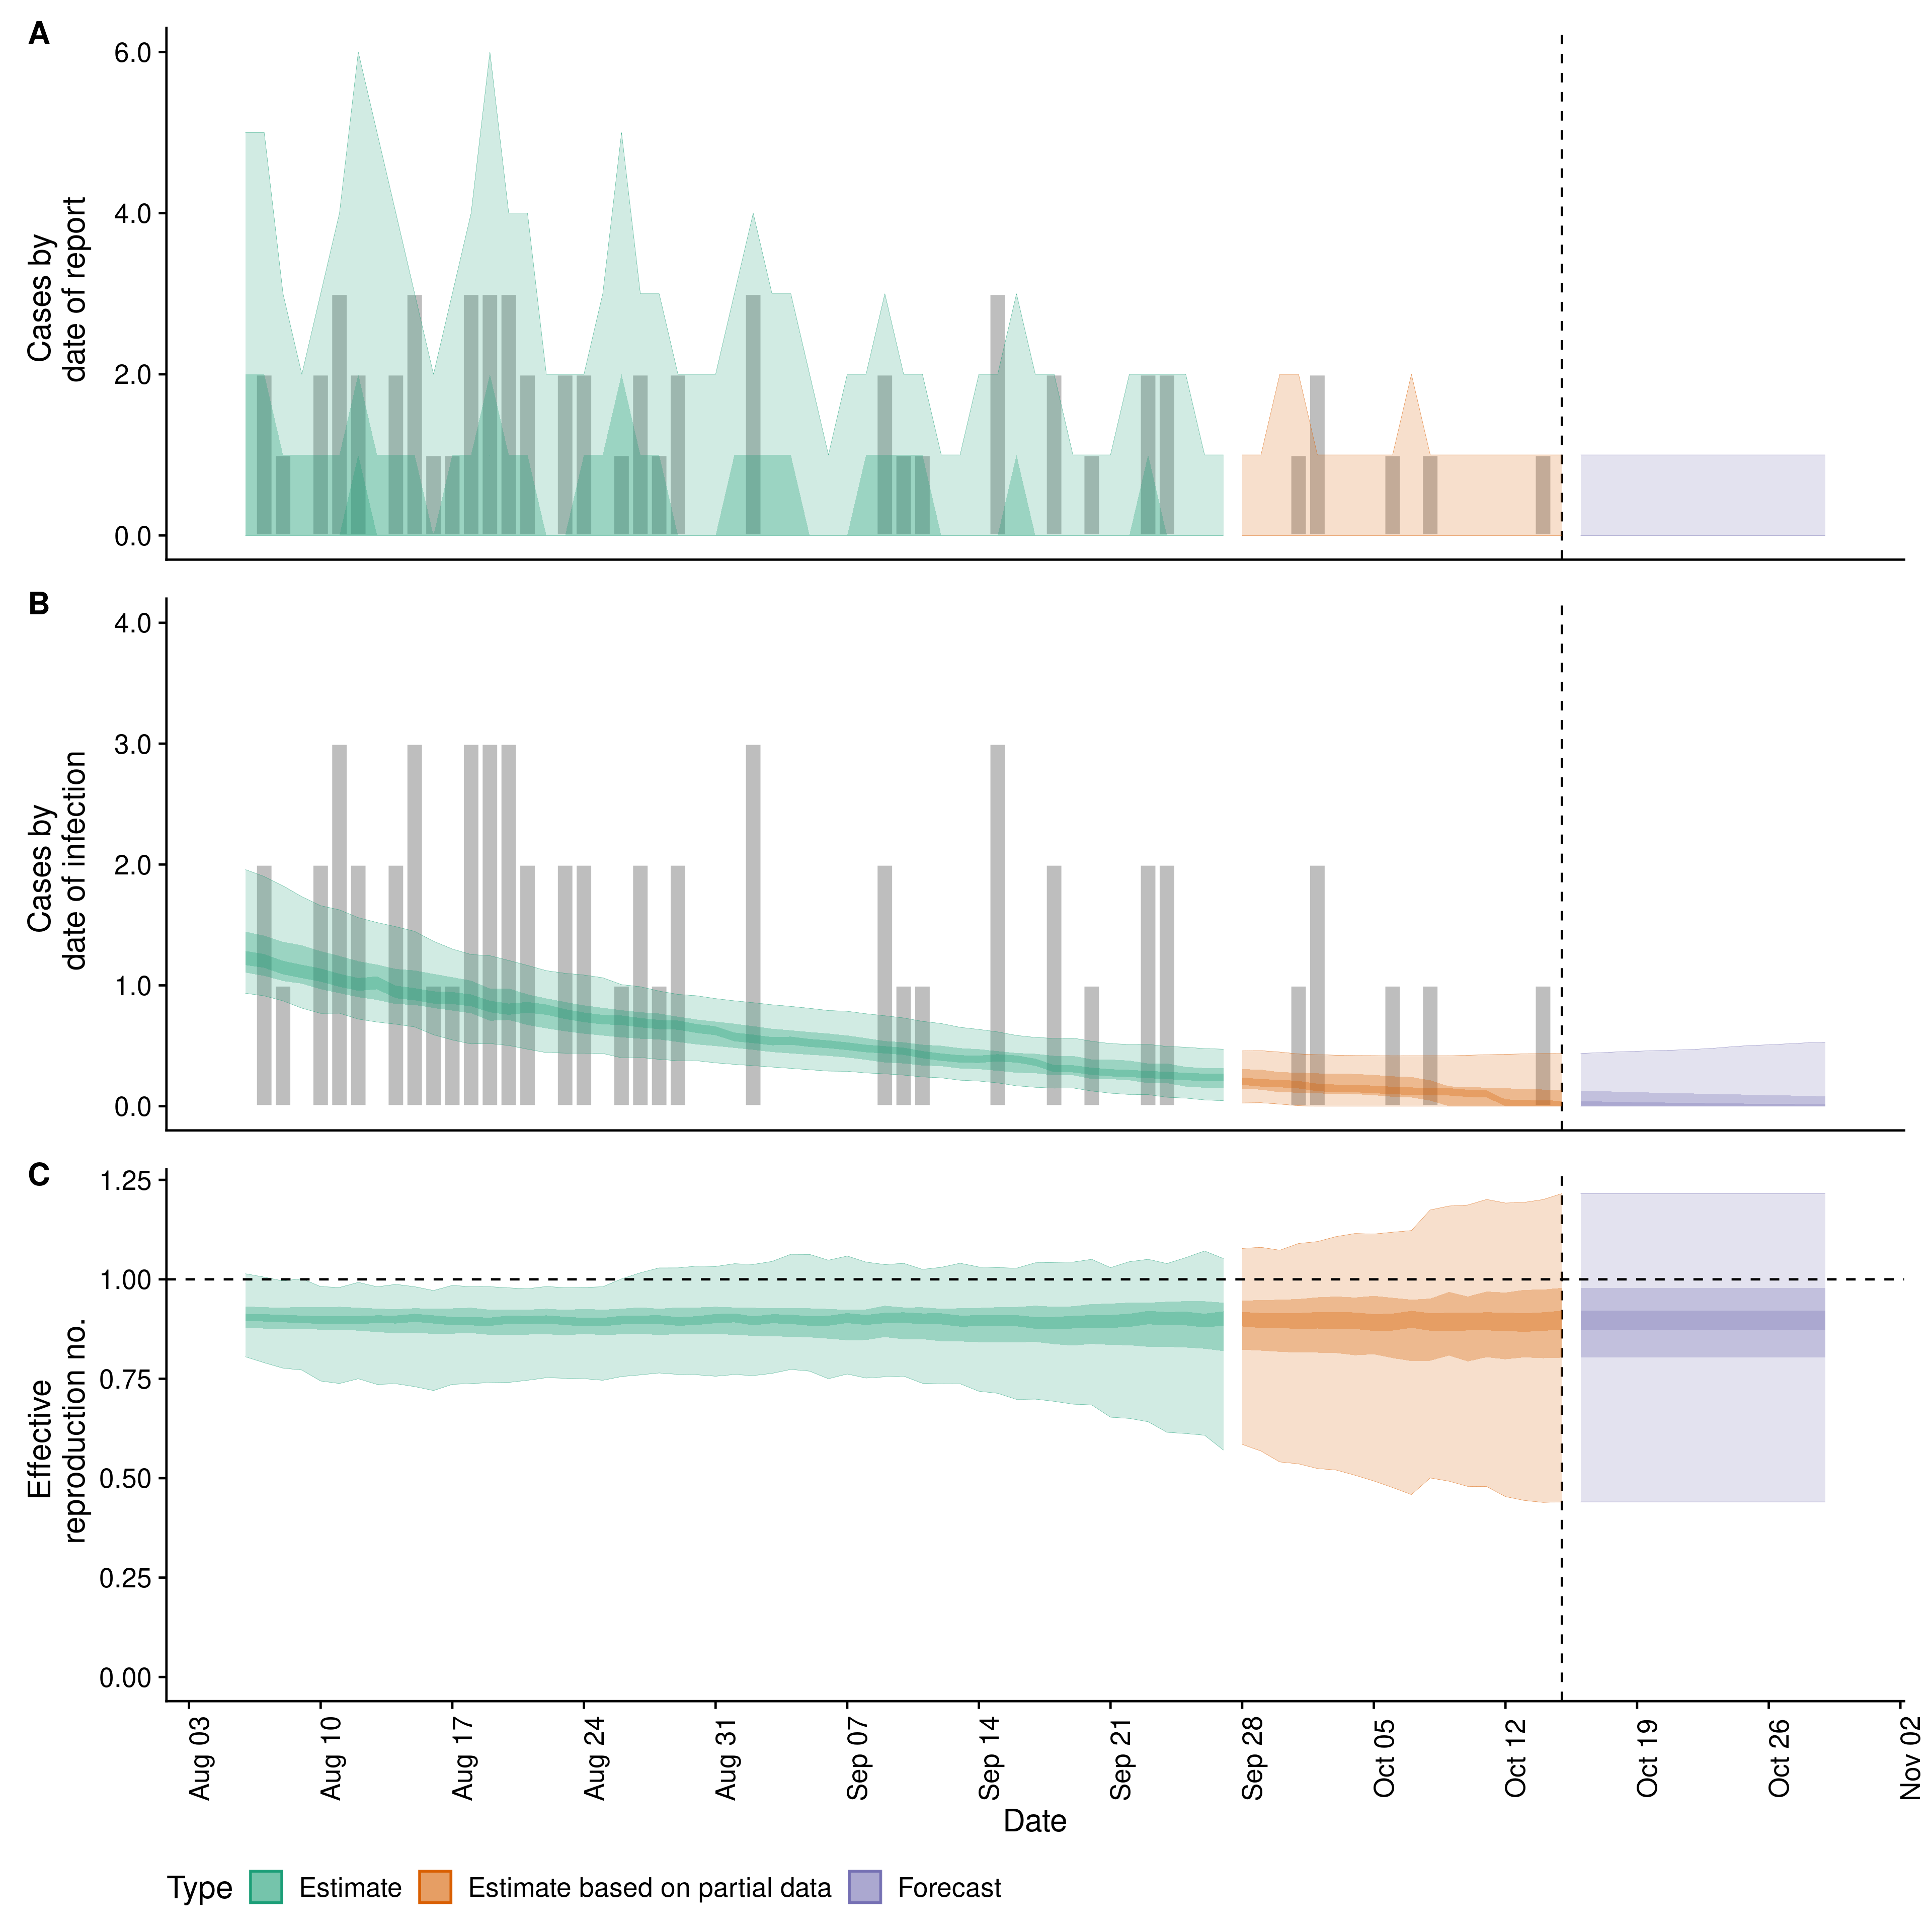 A
Cases by
date of report
6.0
4.0
2.0
0.0
B
Cases by
date of infection
4.0
3.0
2.0
1.0
0.0
C
Effective
reproduction no.
1.25
1.00
0.75
0.50
0.25
0.00
Aug 03
Aug 10
Aug 17
Aug 24
Aug 31
Sep 07
Sep 14
Sep 21
Sep 28
Oct 05
Oct 12
Oct 19
Oct 26
Nov 02
Date
Type Estimate Estimate based on partial data Forecast